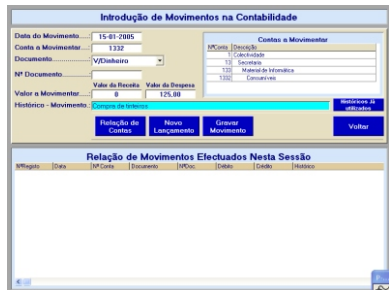 Introdução de Movimentos na Contabilidade
Data do Movimento....: 15-01-2005
Conta a Movimentar....: 1332
Documento................: V/Dinheiro
Nº Documento............:
Valor da Receita Valor da Despesa
Valor a Movimentar.....: 0 125,00
Histórico - Movimento.: Compra de tinteiros
Contas a Movimentar
NºConta Descrição
1 Colectividade
13 Secretaria
133 Material de Informática
1332 Consumíveis
Históricos Já utilizados
Relação de Contas
Novo Lançamento
Gravar Movimento
Voltar
Relação de Movimentos Efectuados Nesta Sessão
NºRegisto Data Nº Conta Documento NºDoc. Débito Crédito Histórico